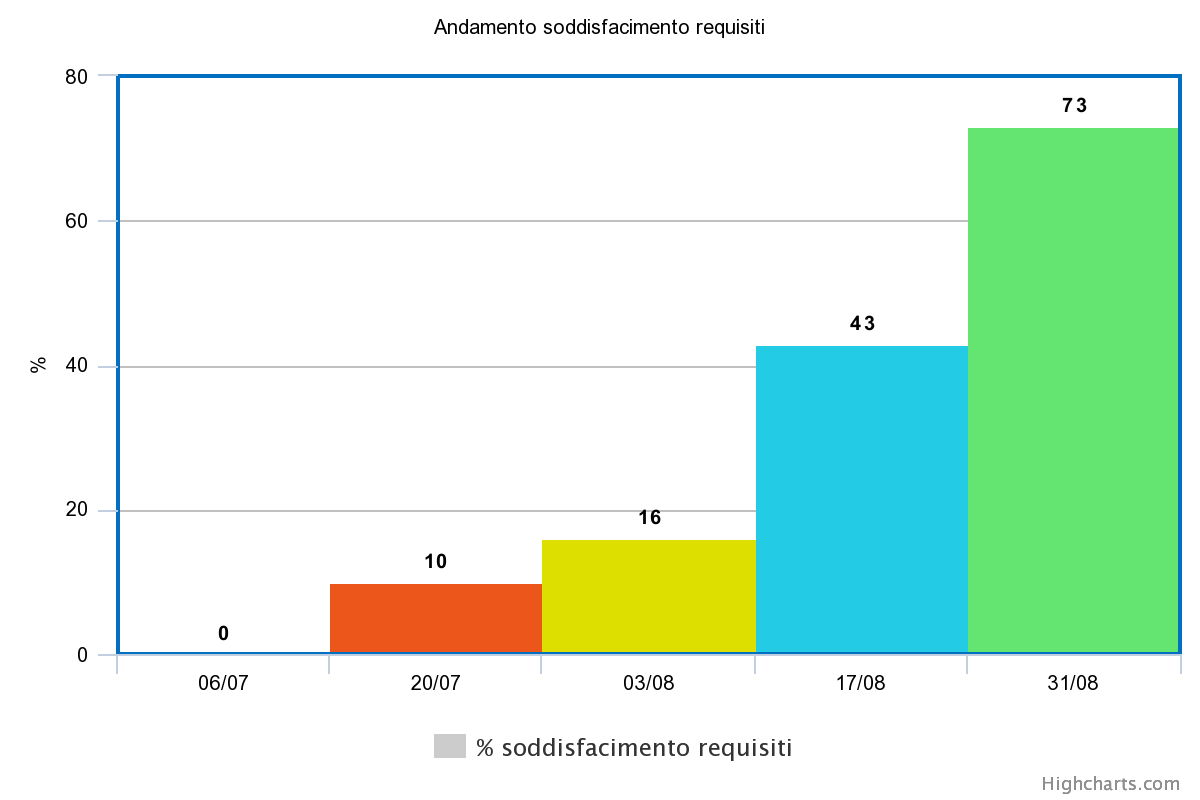 Andamento soddisfacimento requisiti
80
60
40
20
0
%
0
10
16
43
73
06/07 20/07 03/08 17/08 31/08
% soddisfacimento requisiti
Highcharts.com